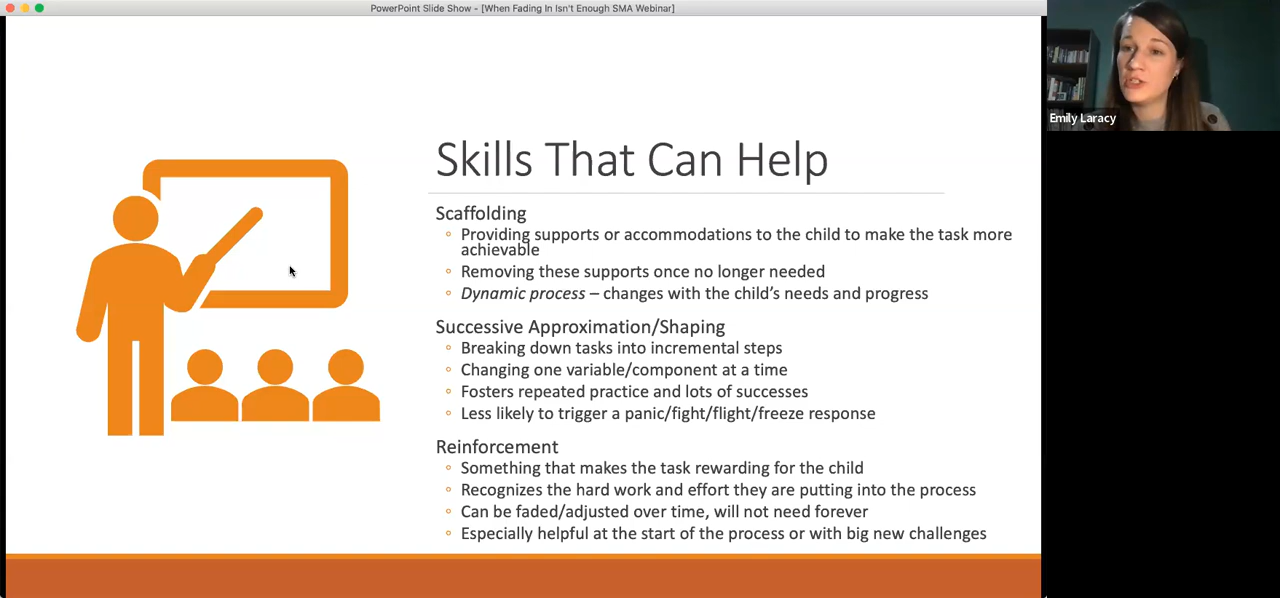 PowerPoint Slide Show - [When Fading In Isn't Enough SMA Webinar]
Emily Laracy
Skills That Can Help
Scaffolding
◦ Providing supports or accommodations to the child to make the task more
achievable
◦ Removing these supports once no longer needed
◦ Dynamic process – changes with the child’s needs and progress
Successive Approximation/Shaping
◦ Breaking down tasks into incremental steps
◦ Changing one variable/component at a time
◦ Fosters repeated practice and lots of successes
◦ Less likely to trigger a panic/fight/flight/freeze response
Reinforcement
◦ Something that makes the task rewarding for the child
◦ Recognizes the hard work and effort they are putting into the process
◦ Can be faded/adjusted over time, will not need forever
◦ Especially helpful at the start of the process or with big new challenges